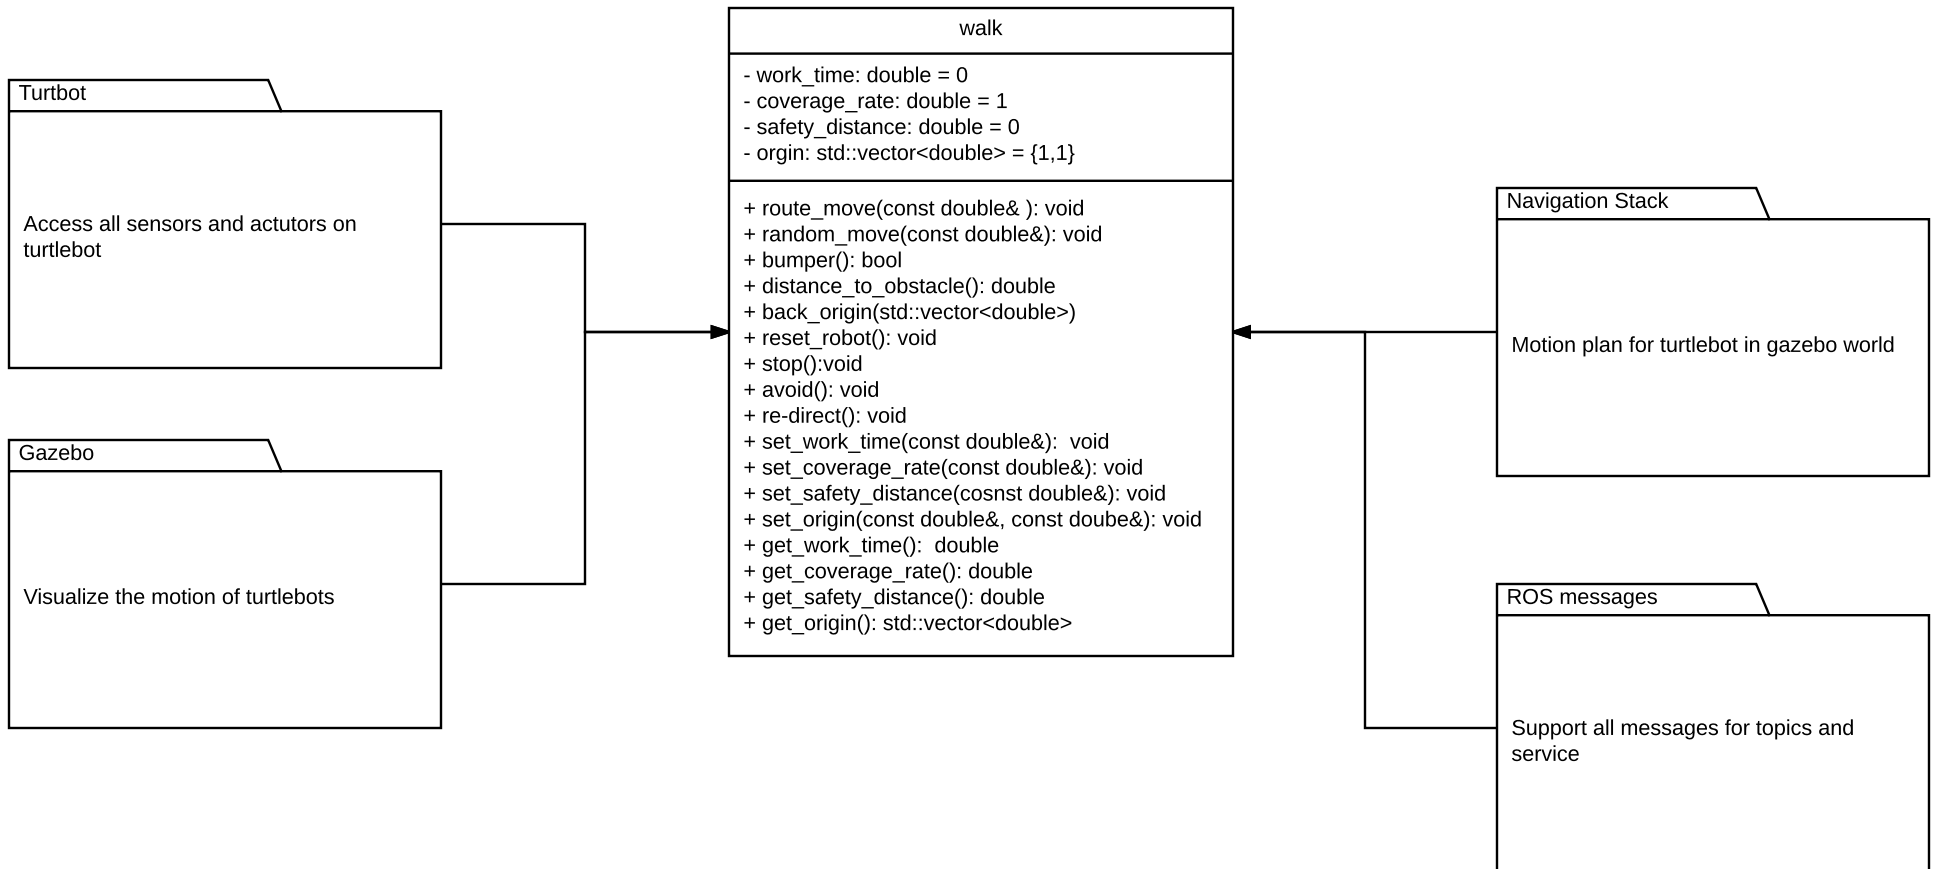 walk
- work_time: double = 0
- coverage_rate: double = 1
- safety_distance: double = 0
- orgin: std::vector<double> = {1,1}
+ route_move(const double& ): void
+ random_move(const double&): void
+ bumper(): bool
+ distance_to_obstacle(): double
+ back_origin(std::vector<double>)
+ reset_robot(): void
+ stop():void
+ avoid(): void
+ re-direct(): void
+ set_work_time(const double&):  void
+ set_coverage_rate(const double&): void
+ set_safety_distance(cosnst double&): void
+ set_origin(const double&, const doube&): void
+ get_work_time():  double
+ get_coverage_rate(): double
+ get_safety_distance(): double
+ get_origin(): std::vector<double>
Turtbot
Access all sensors and actutors on
turtlebot
Gazebo
Visualize the motion of turtlebots
Navigation Stack
Motion plan for turtlebot in gazebo world
ROS messages
Support all messages for topics and
service